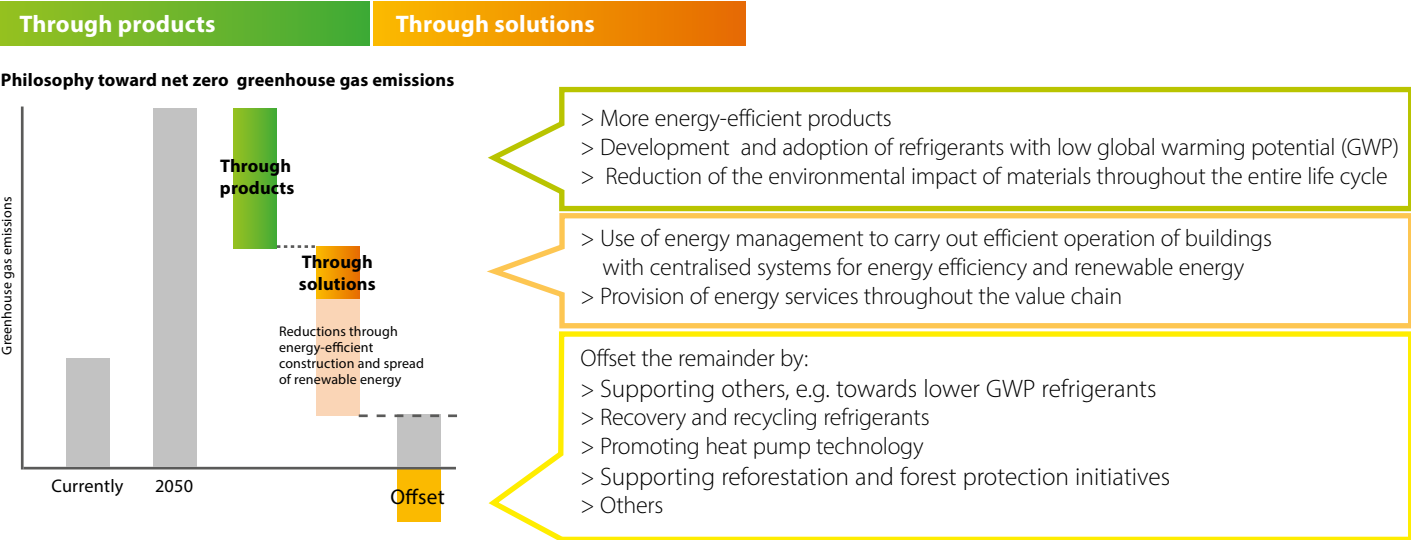 Through products
Through solutions
Philosophy toward net zero greenhouse gas emissions
Greenhouse gas emissions
Through
products
Through
solutions
Reductions through
energy-efficient
construction and spread
of renewable energy
Currently
2050
Offset
> More energy-efficient products
> Development and adoption of refrigerants with low global warming potential (GWP)
> Reduction of the environmental impact of materials throughout the entire life cycle
> Use of energy management to carry out efficient operation of buildings
with centralised systems for energy efficiency and renewable energy
> Provision of energy services throughout the value chain
Offset the remainder by:
> Supporting others, e.g. towards lower GWP refrigerants
> Recovery and recycling refrigerants
> Promoting heat pump technology
> Supporting reforestation and forest protection initiatives
> Others